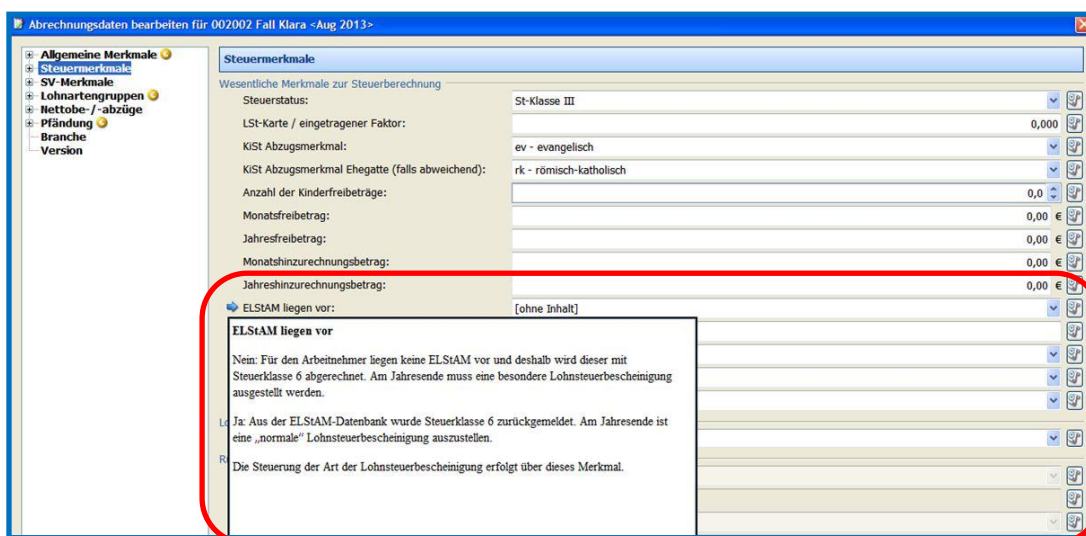 Abrechnungsdaten bearbeiten für 002002 Fall Klara <Aug 2013>
Allgemeine Merkmale
Steuermerkmale
SV-Merkmale
Lohnartengruppen
Nettobe-/-abzüge
Pfändung
Branche
Version
Steuermerkmale
Wesentliche Merkmale zur Steuerberechnung
Steuerstatus: St-Klasse III
LSt-Karte / eingetragener Faktor: 0,000
KiSt Abzugsmerkmal: ev - evangelisch
KiSt Abzugsmerkmal Ehegatte (falls abweichend): rk - römisch-katholisch
Anzahl der Kinderfreibeträge: 0,0
Monatsfreibetrag: 0,00 €
Jahresfreibetrag: 0,00 €
Monatshinzurechnungsbetrag: 0,00 €
Jahreshinzurechnungsbetrag: 0,00 €
ELStAM liegen vor: [ohne Inhalt]
ELStAM liegen vor
Nein: Für den Arbeitnehmer liegen keine ELStAM vor und deshalb wird dieser mit
Steuerklasse 6 abgerechnet. Am Jahresende muss eine besondere Lohnsteuerbescheinigung
ausgestellt werden.
Ja: Aus der ELStAM-Datenbank wurde Steuerklasse 6 zurückgemeldet. Am Jahresende ist
eine „normale“ Lohnsteuerbescheinigung auszustellen.
Die Steuerung der Art der Lohnsteuerbescheinigung erfolgt über dieses Merkmal.